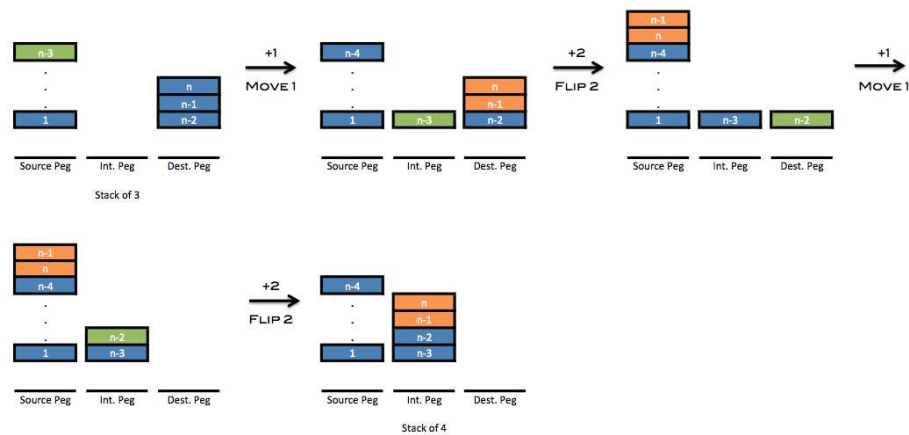 n-3
.
.
.
1
n
n-1
n-2
Source Peg Int. Peg Dest. Peg
Stack of 3
+1
MOVE 1
n-4
.
.
.
1
n-3
n
n-1
n-2
Source Peg Int. Peg Dest. Peg
+2
FLIP 2
n-1
n
n-4
.
.
.
1
n-3
n-2
Source Peg Int. Peg Dest. Peg
+1
MOVE 1
n-1
n
n-4
.
.
.
1
n-2
n-3
Source Peg Int. Peg Dest. Peg
+2
FLIP 2
n-4
.
.
.
1
n
n-1
n-2
n-3
Source Peg Int. Peg Dest. Peg
Stack of 4